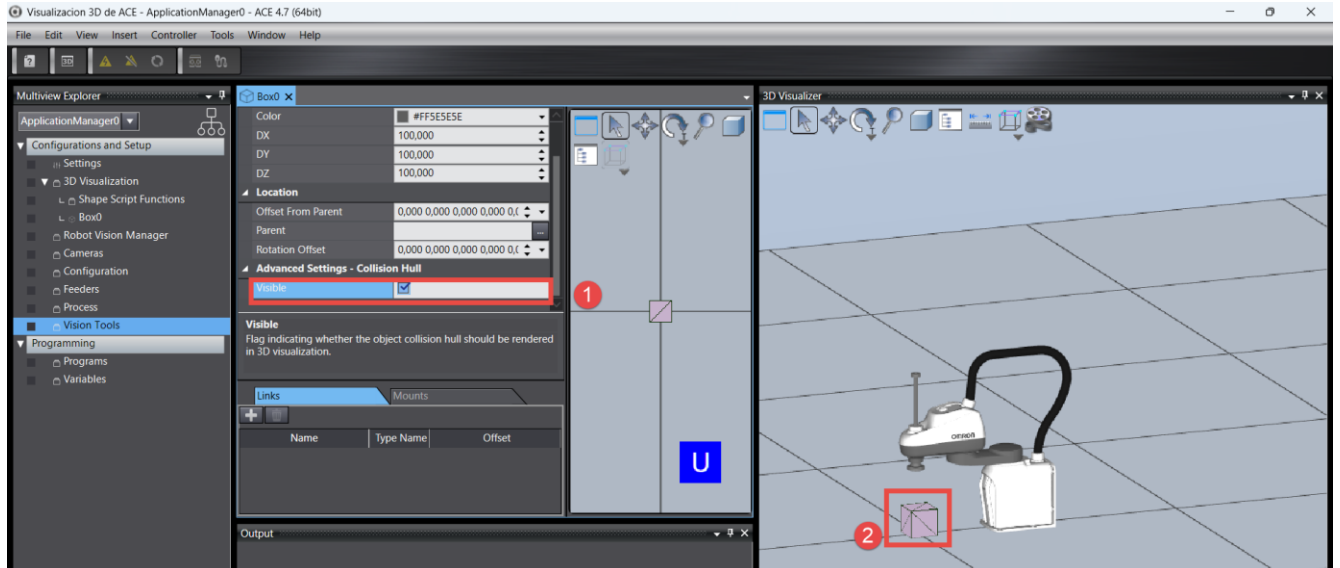 Visualizacion 3D de ACE - ApplicationManager0 - ACE 4.7 (64bit)
File Edit View Insert Controller Tools Window Help
Multiview Explorer
ApplicationManager0
Configurations and Setup
Settings
3D Visualization
Shape Script Functions
Box0
Robot Vision Manager
Cameras
Configuration
Feeders
Process
Vision Tools
Programming
Programs
Variables
Box0
Color #FF5E5E5E
DX 100,000
DY 100,000
DZ 100,000
Location
Offset From Parent 0,000 0,000 0,000 0,000 0,(
Parent ...
Rotation Offset 0,000 0,000 0,000 0,000 0,(
Advanced Settings - Collision Hull
Visible
1
Visible
Flag indicating whether the object collision hull should be rendered
in 3D visualization.
Links Mounts
Name Type Name Offset
U
Output
3D Visualizer
OMRON
2